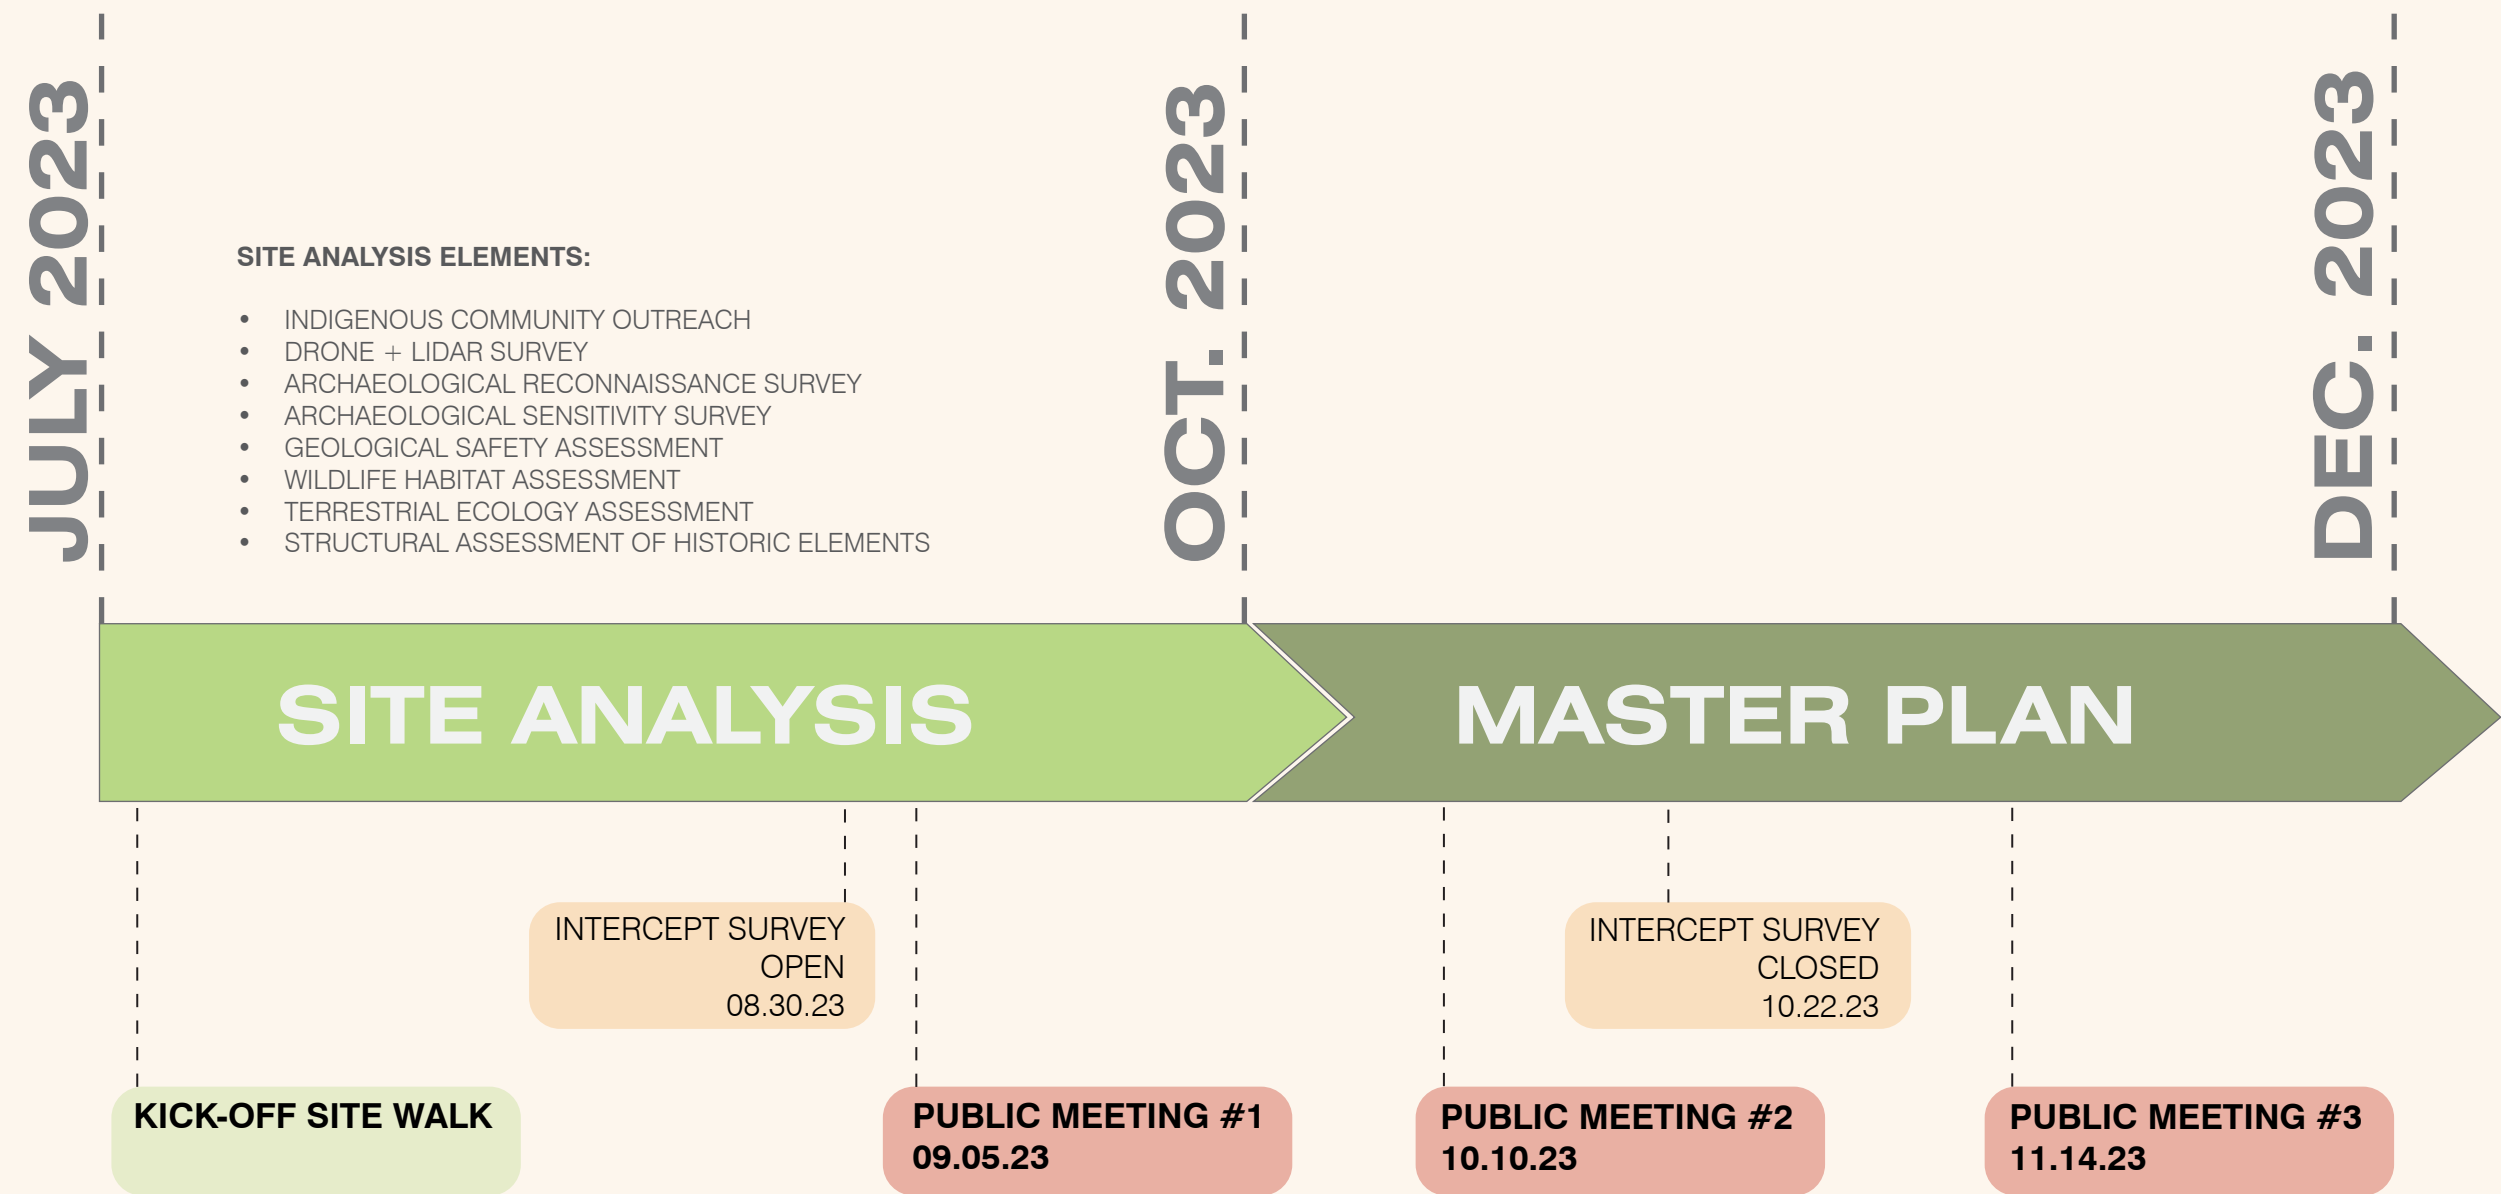 JULY 2023
OCT. 2023
DEC. 2023
SITE ANALYSIS ELEMENTS:
• INDIGENOUS COMMUNITY OUTREACH
• DRONE + LIDAR SURVEY
• ARCHAEOLOGICAL RECONNAISSANCE SURVEY
• ARCHAEOLOGICAL SENSITIVITY SURVEY
• GEOLOGICAL SAFETY ASSESSMENT
• WILDLIFE HABITAT ASSESSMENT
• TERRESTRIAL ECOLOGY ASSESSMENT
• STRUCTURAL ASSESSMENT OF HISTORIC ELEMENTS
SITE ANALYSIS
MASTER PLAN
INTERCEPT SURVEY
OPEN
08.30.23
INTERCEPT SURVEY
CLOSED
10.22.23
KICK-OFF SITE WALK
PUBLIC MEETING #1
09.05.23
PUBLIC MEETING #2
10.10.23
PUBLIC MEETING #3
11.14.23